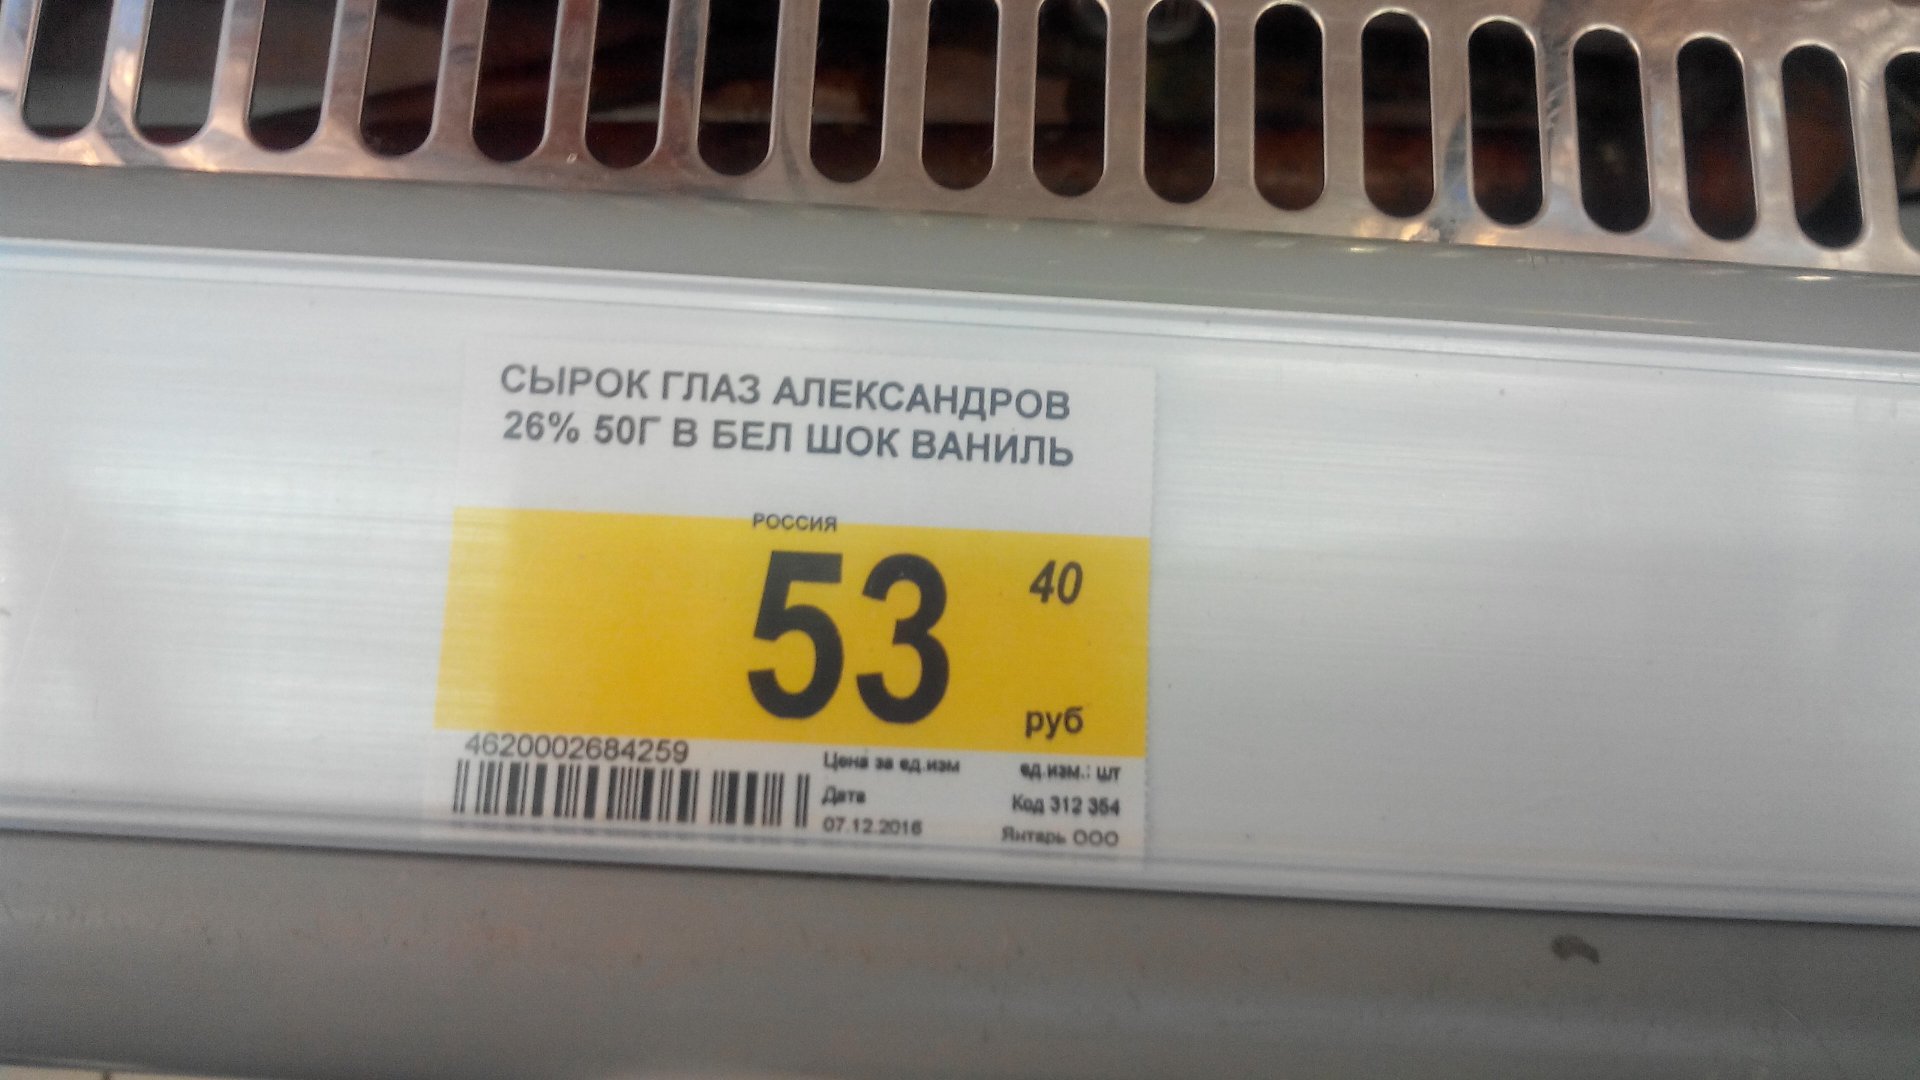 СЫРОК ГЛАЗ АЛЕКСАНДРОВ
26% 50Г В БЕЛ ШОК ВАНИЛЬ
РОССИЯ
53 40
руб
4620002684259
Цена за ед.изм ед.изм.: шт
Дата Код 312 354
07.12.2016 Янтарь ООО